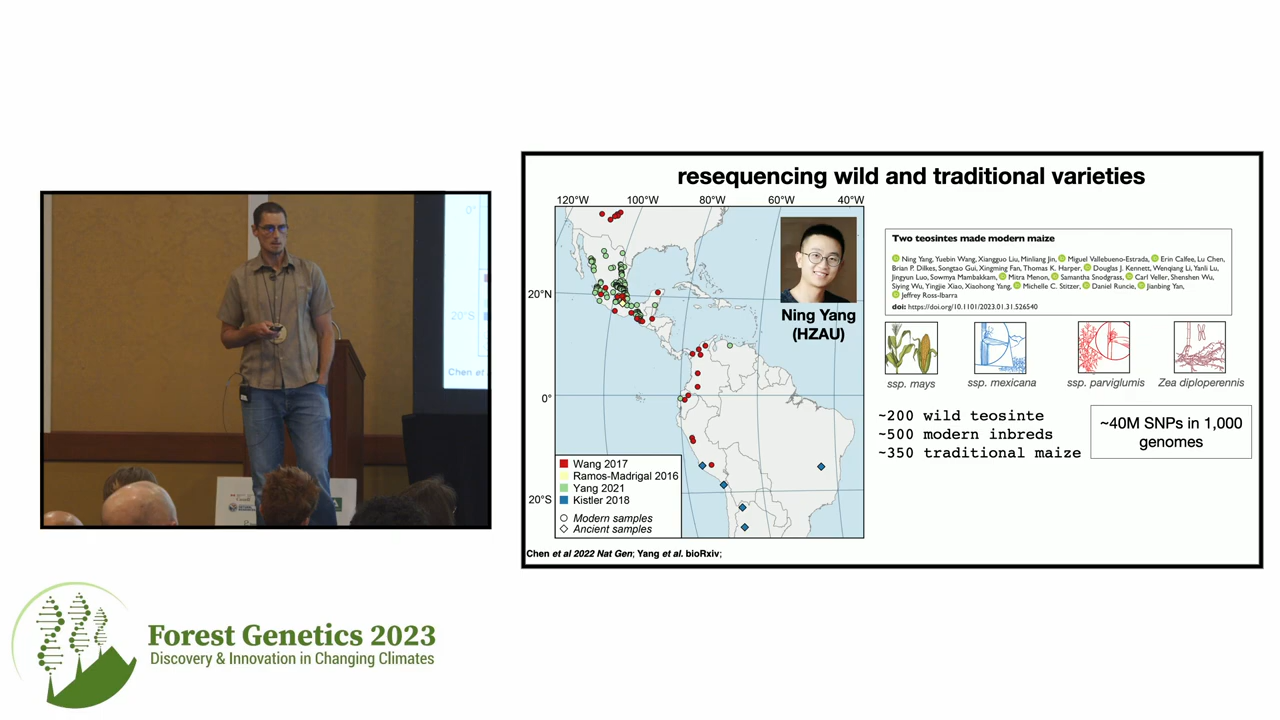 resequencing wild and traditional varieties
120°W 100°W 80°W 60°W 40°W
20°N
0°
20°S
Ning Yang
(HZAU)
Wang 2017
Ramos-Madrigal 2016
Yang 2021
Kistler 2018
Modern samples
Ancient samples
Chen et al 2022 Nat Gen; Yang et al. bioRxiv;
Two teosintes made modern maize
Ning Yang, Yuebin Wang, Xiangguo Liu, Minliang Jin, Miguel Vallebueno-Estrada, Erin Calfee, Lu Chen,
Brian P. Dilkes, Songtao Gui, Xingming Fan, Thomas K. Harper, Douglas J. Kennett, Wenqiang Li, Yanli Lu,
Jingyun Luo, Sowmya Mambakkam, Mitra Menon, Samantha Snodgrass, Carl Veller, Shenshen Wu,
Siying Wu, Yingjie Xiao, Xiaohong Yang, Michelle C. Stitzer, Daniel Runcie, Jianbing Yan,
Jeffrey Ross-Ibarra
doi: https://doi.org/10.1101/2023.01.31.526540
ssp. mays
ssp. mexicana
ssp. parviglumis
Zea diploperennis
~200 wild teosinte
~500 modern inbreds
~350 traditional maize
~40M SNPs in 1,000
genomes
0°
20°S
Chen et
Forest Genetics 2023
Discovery & Innovation in Changing Climates